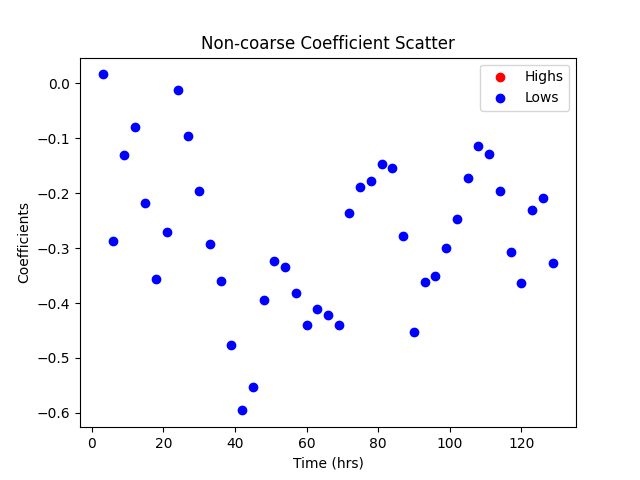 Non-coarse Coefficient Scatter
Highs
Lows
Coefficients
0.0
−0.1
−0.2
−0.3
−0.4
−0.5
−0.6
0 20 40 60 80 100 120
Time (hrs)